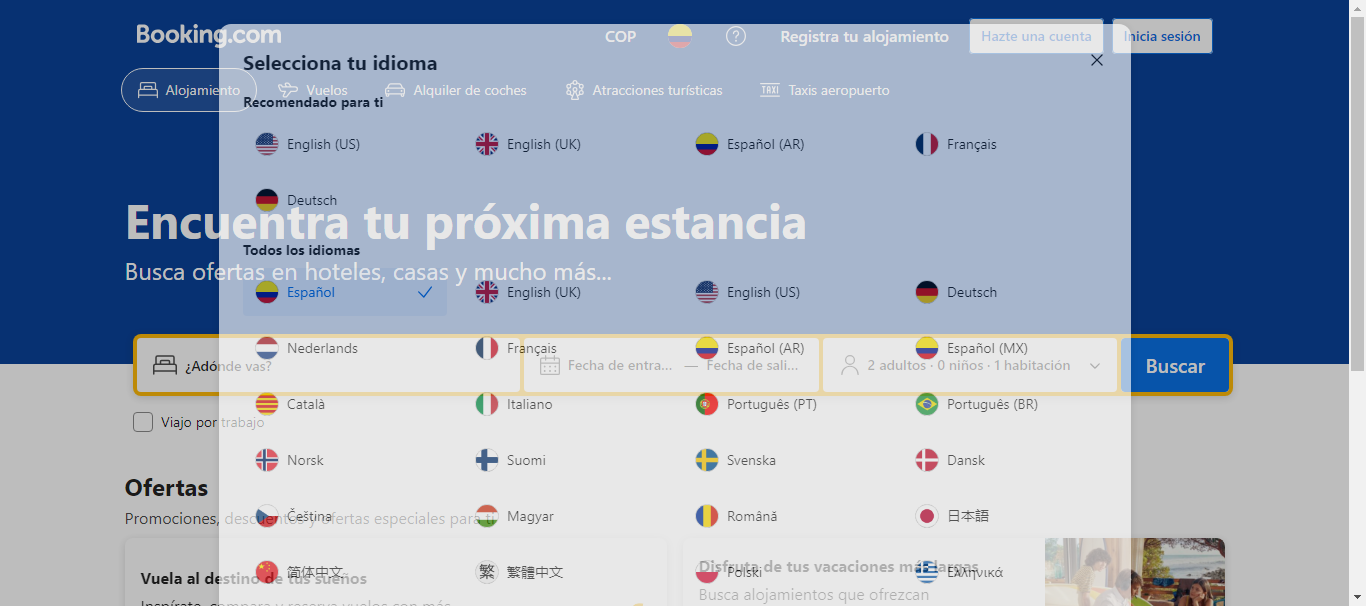 Booking.com
COP
Registra tu alojamiento
Hazte una cuenta
Inicia sesión
Selecciona tu idioma
Alojamiento
Vuelos
Alquiler de coches
Atracciones turísticas
TAXI Taxis aeropuerto
Recomendado para ti
English (US)
English (UK)
Español (AR)
Français
Deutsch
Encuentra tu próxima estancia
Todos los idiomas
Busca ofertas en hoteles, casas y mucho más...
Español
English (UK)
English (US)
Deutsch
Nederlands
Français
Español (AR)
Español (MX)
¿Adónde vas?
Fecha de entra... — Fecha de sali...
2 adultos · 0 niños · 1 habitación
Buscar
Català
Italiano
Português (PT)
Português (BR)
Viajo por trabajo
Norsk
Suomi
Svenska
Dansk
Ofertas
Promociones, descuentos y ofertas especiales para ti
Čeština
Magyar
Română
日本語
Vuela al destino de tus sueños
简体中文
繁 繁體中文
Disfruta de tus vacaciones más largas
Polski
Ελληνικά
Inspírate, compara y reserva vuelos con más
Busca alojamientos que ofrezcan